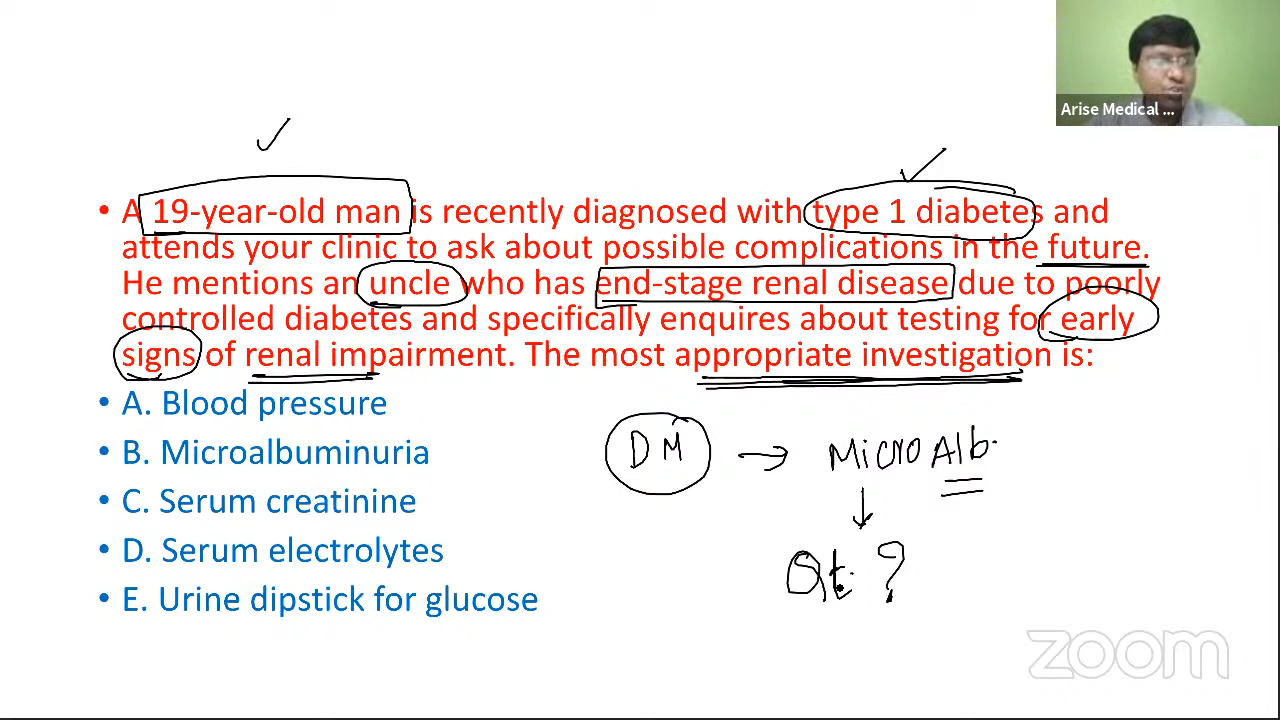 Arise Medical ...
• A 19-year-old man is recently diagnosed with type 1 diabetes and
attends your clinic to ask about possible complications in the future.
He mentions an uncle who has end-stage renal disease due to poorly
controlled diabetes and specifically enquires about testing for early
signs of renal impairment. The most appropriate investigation is:
• A. Blood pressure
• B. Microalbuminuria
• C. Serum creatinine
• D. Serum electrolytes
• E. Urine dipstick for glucose
DM → MicroAlb.
↓
Qt. ?
zoom